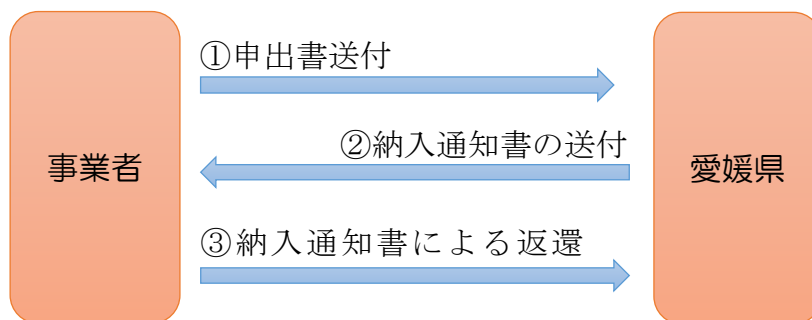 ①申出書送付
②納入通知書の送付
事業者
愛媛県
③納入通知書による返還